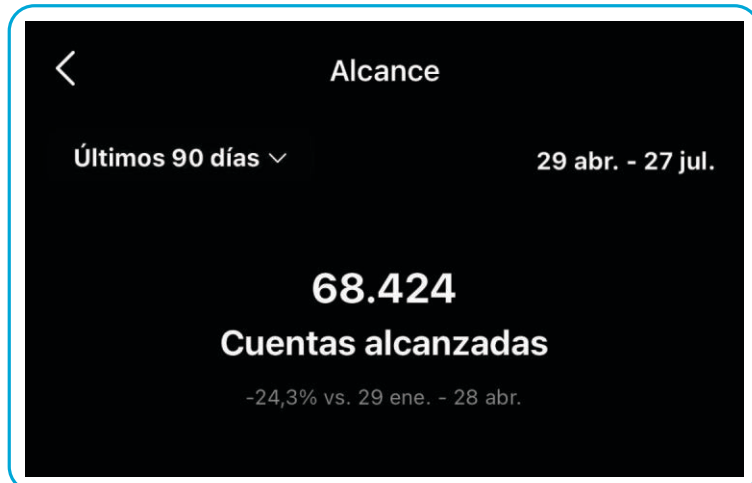 Alcance
Últimos 90 días
29 abr. - 27 jul.
68.424
Cuentas alcanzadas
-24,3% vs. 29 ene. - 28 abr.